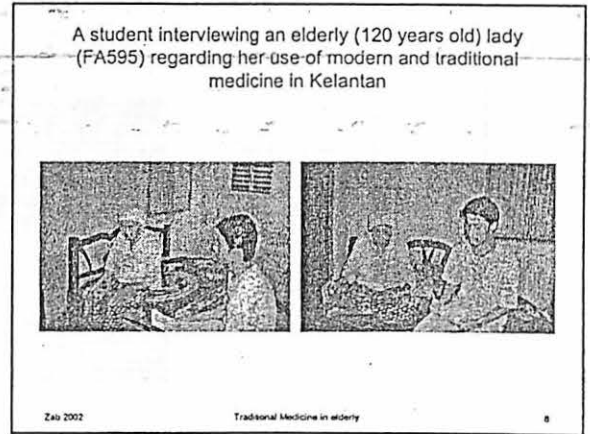 A student interviewing an elderly (120 years old) lady
(FA595) regarding her use of modern and traditional
medicine in Kelantan
Zab 2002
Traditional Medicine in elderly
8